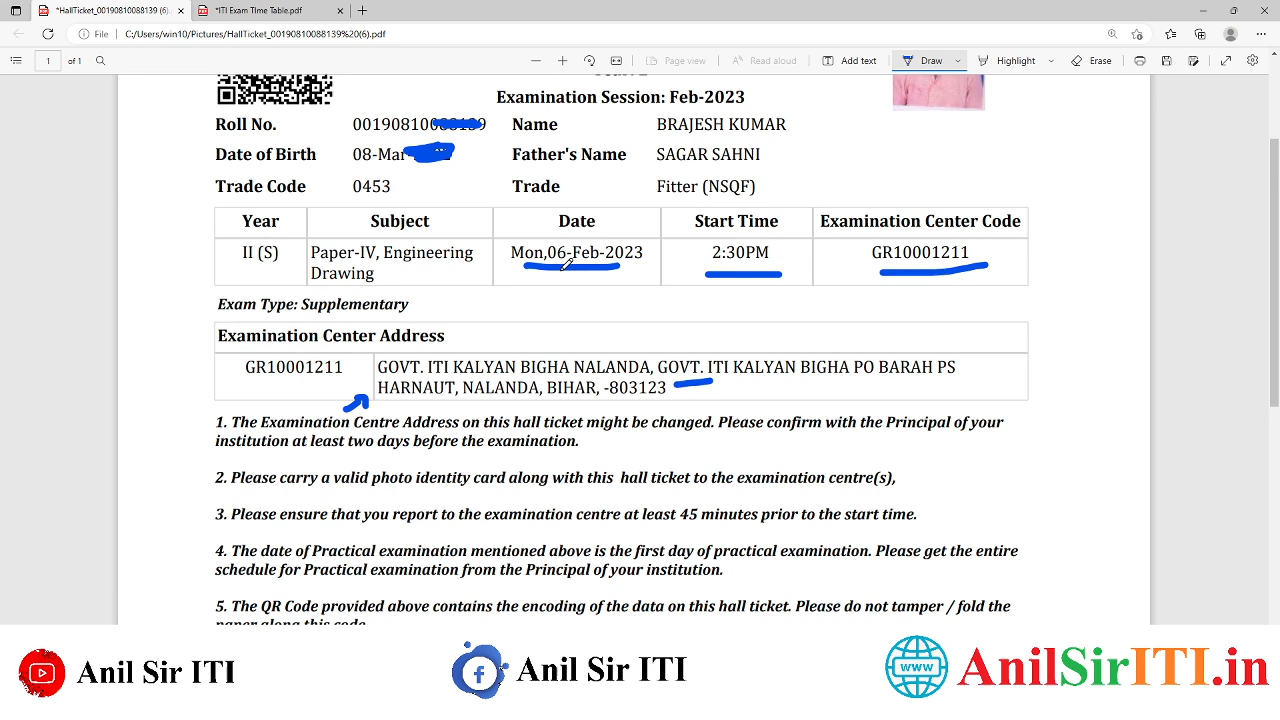 *HallTicket_00190810088139 (6).p
*ITI Exam TIme Table.pdf
File
C:/Users/win10/Pictures/HallTicket_00190810088139%20(6).pdf
1 of 1
Page view
Read aloud
Add text
Draw
Highlight
Erase
Examination Session: Feb-2023
Roll No. 00190810088139 Name BRAJESH KUMAR
Date of Birth 08-Mar Father's Name SAGAR SAHNI
Trade Code 0453 Trade Fitter (NSQF)
Year Subject Date Start Time Examination Center Code
II (S) Paper-IV, Engineering Mon,06-Feb-2023 2:30PM GR10001211
Drawing
Exam Type: Supplementary
Examination Center Address
GR10001211 GOVT. ITI KALYAN BIGHA NALANDA, GOVT. ITI KALYAN BIGHA PO BARAH PS
HARNAUT, NALANDA, BIHAR, -803123
1. The Examination Centre Address on this hall ticket might be changed. Please confirm with the Principal of your
institution at least two days before the examination.
2. Please carry a valid photo identity card along with this hall ticket to the examination centre(s),
3. Please ensure that you report to the examination centre at least 45 minutes prior to the start time.
4. The date of Practical examination mentioned above is the first day of practical examination. Please get the entire
schedule for Practical examination from the Principal of your institution.
5. The QR Code provided above contains the encoding of the data on this hall ticket. Please do not tamper / fold the
paper along this code
Anil Sir ITI
Anil Sir ITI
www
AnilSirITI.in